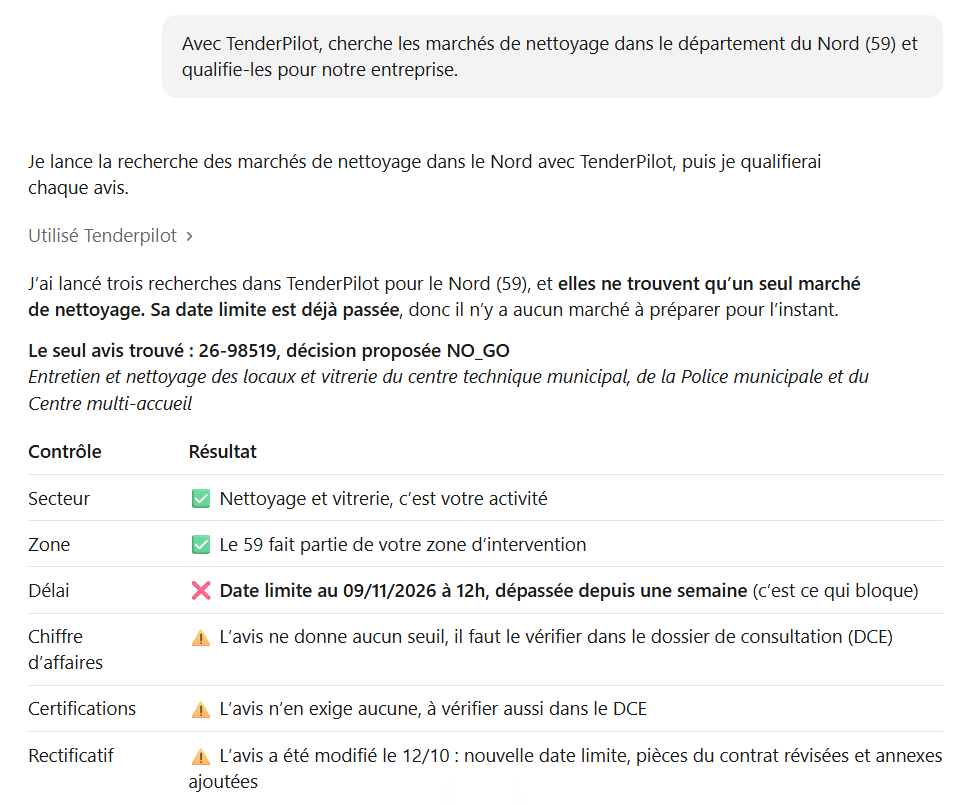 Avec TenderPilot, cherche les marchés de nettoyage dans le département du Nord (59) et
qualifie-les pour notre entreprise.
Je lance la recherche des marchés de nettoyage dans le Nord avec TenderPilot, puis je qualifierai
chaque avis.
Utilisé Tenderpilot >
J’ai lancé trois recherches dans TenderPilot pour le Nord (59), et elles ne trouvent qu’un seul marché
de nettoyage. Sa date limite est déjà passée, donc il n’y a aucun marché à préparer pour l’instant.
Le seul avis trouvé : 26-98519, décision proposée NO_GO
Entretien et nettoyage des locaux et vitrerie du centre technique municipal, de la Police municipale et du
Centre multi-accueil
Contrôle Résultat
Secteur ✅ Nettoyage et vitrerie, c’est votre activité
Zone ✅ Le 59 fait partie de votre zone d’intervention
Délai ❌ Date limite au 09/11/2026 à 12h, dépassée depuis une semaine (c’est ce qui bloque)
Chiffre
d’affaires ⚠️ L’avis ne donne aucun seuil, il faut le vérifier dans le dossier de consultation (DCE)
Certifications ⚠️ L’avis n’en exige aucune, à vérifier aussi dans le DCE
Rectificatif ⚠️ L’avis a été modifié le 12/10 : nouvelle date limite, pièces du contrat révisées et annexes
ajoutées